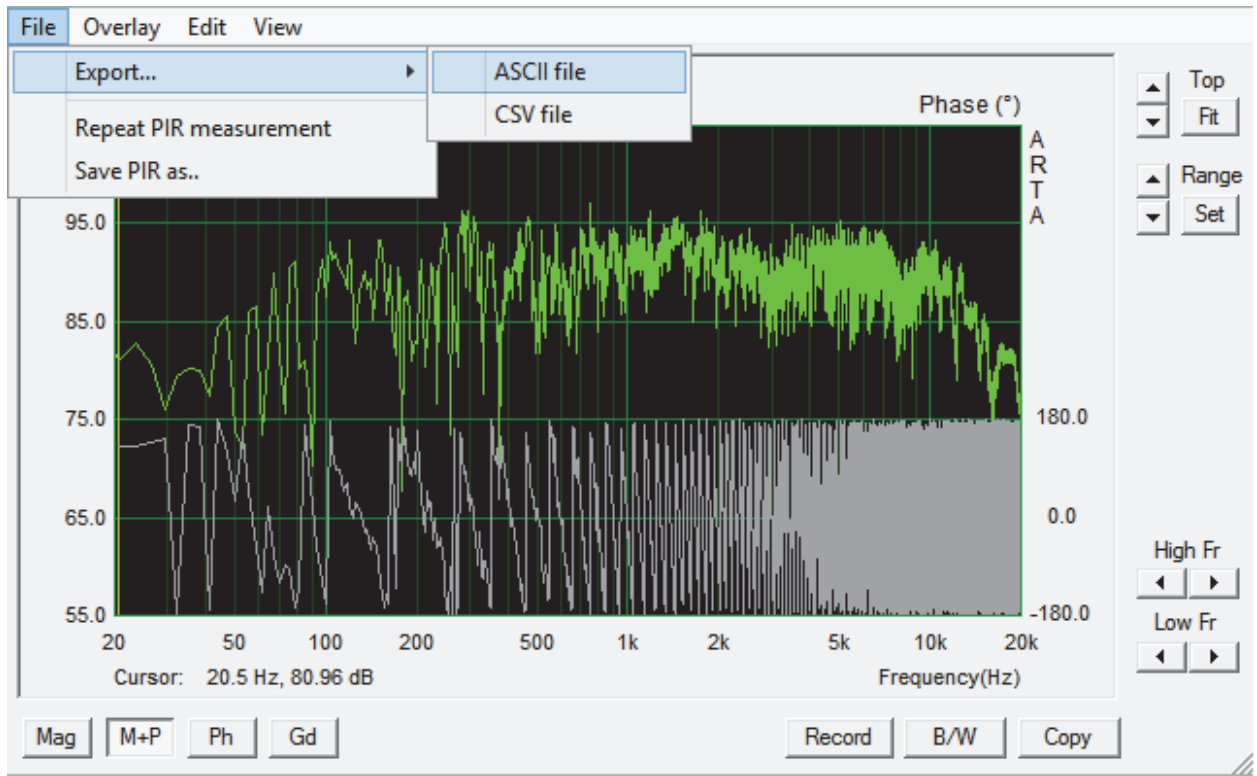 File Overlay Edit View
Export...
ASCII file
CSV file
Repeat PIR measurement
Save PIR as..
Phase (°)
A
R
T
A
Top
Fit
Range
Set
95.0
85.0
75.0
180.0
65.0
0.0
55.0
-180.0
20 50 100 200 500 1k 2k 5k 10k 20k
Cursor: 20.5 Hz, 80.96 dB
Frequency(Hz)
High Fr
Low Fr
Mag M+P Ph Gd Record B/W Copy